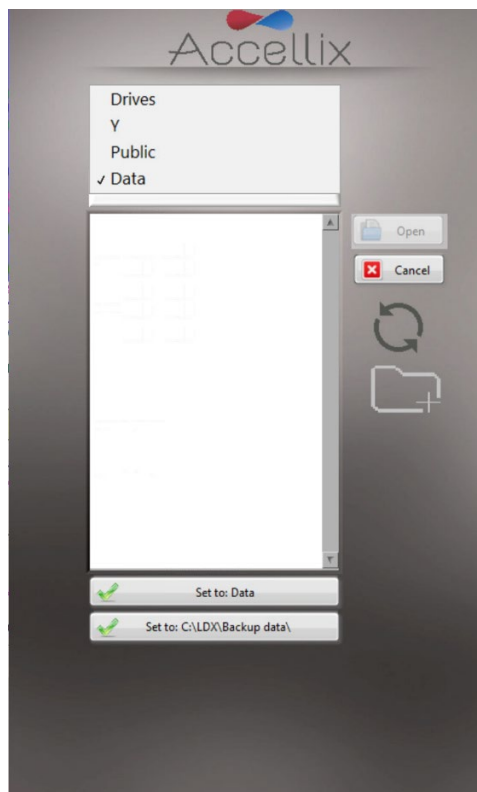 Accellix
Drives
Y
Public
✓ Data
Open
Cancel
Set to: Data
Set to: C:\LDX\Backup data\